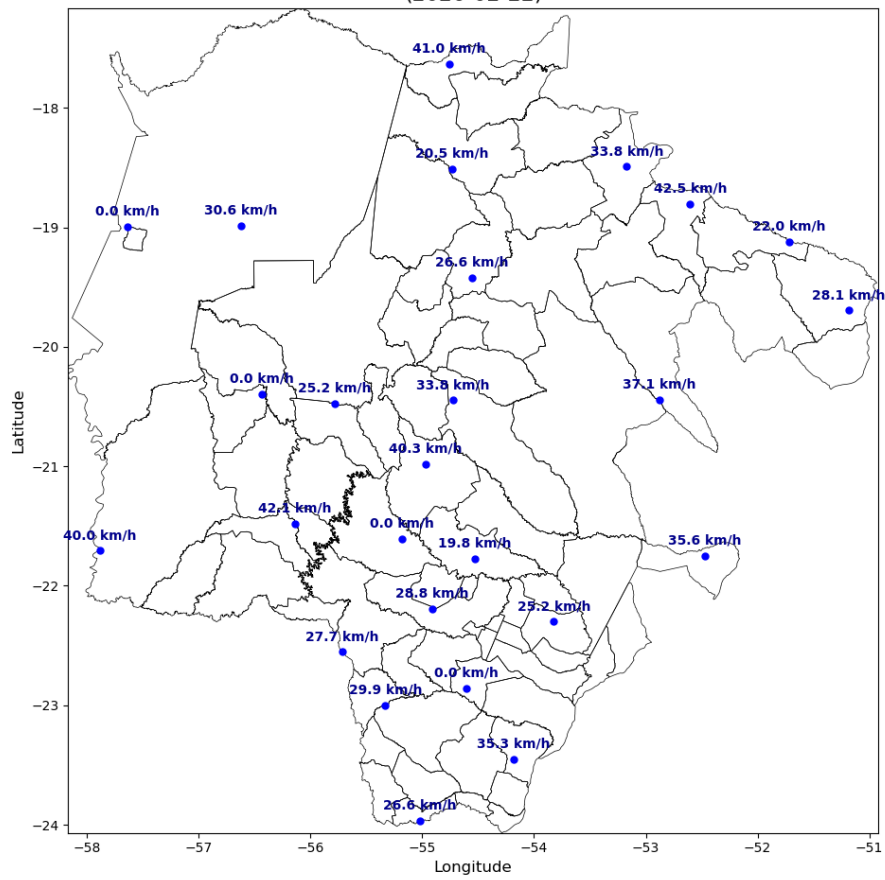 41.0 km/h
−18
20.5 km/h
33.8 km/h
42.5 km/h
0.0 km/h
30.6 km/h
22.0 km/h
−19
26.6 km/h
28.1 km/h
−20
0.0 km/h
25.2 km/h
33.8 km/h
37.1 km/h
Latitude
40.3 km/h
−21
42.1 km/h
0.0 km/h
40.0 km/h
19.8 km/h
35.6 km/h
−22
28.8 km/h
25.2 km/h
27.7 km/h
0.0 km/h
29.9 km/h
−23
35.3 km/h
26.6 km/h
−24
−58 −57 −56 −55 −54 −53 −52 −51
Longitude